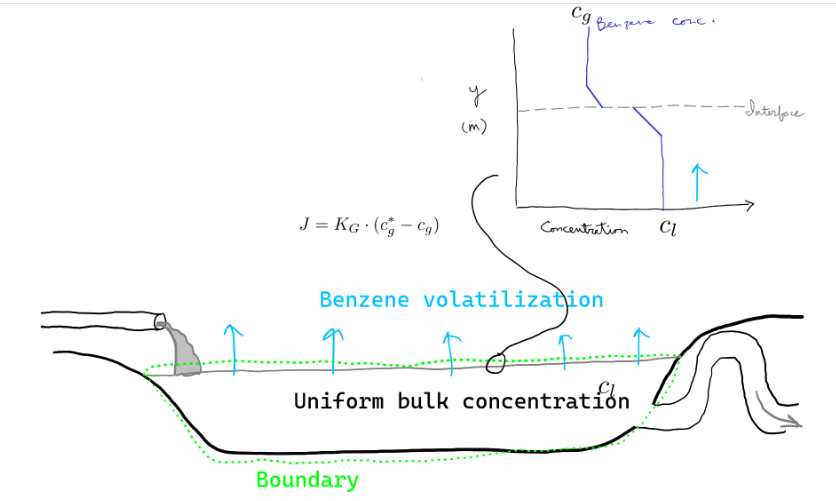 c_g Benzene conc.
y
(m)
Interface
J = K_G · (c_g^* − c_g)
Concentration c_l
Benzene volatilization
c_l
Uniform bulk concentration
Boundary